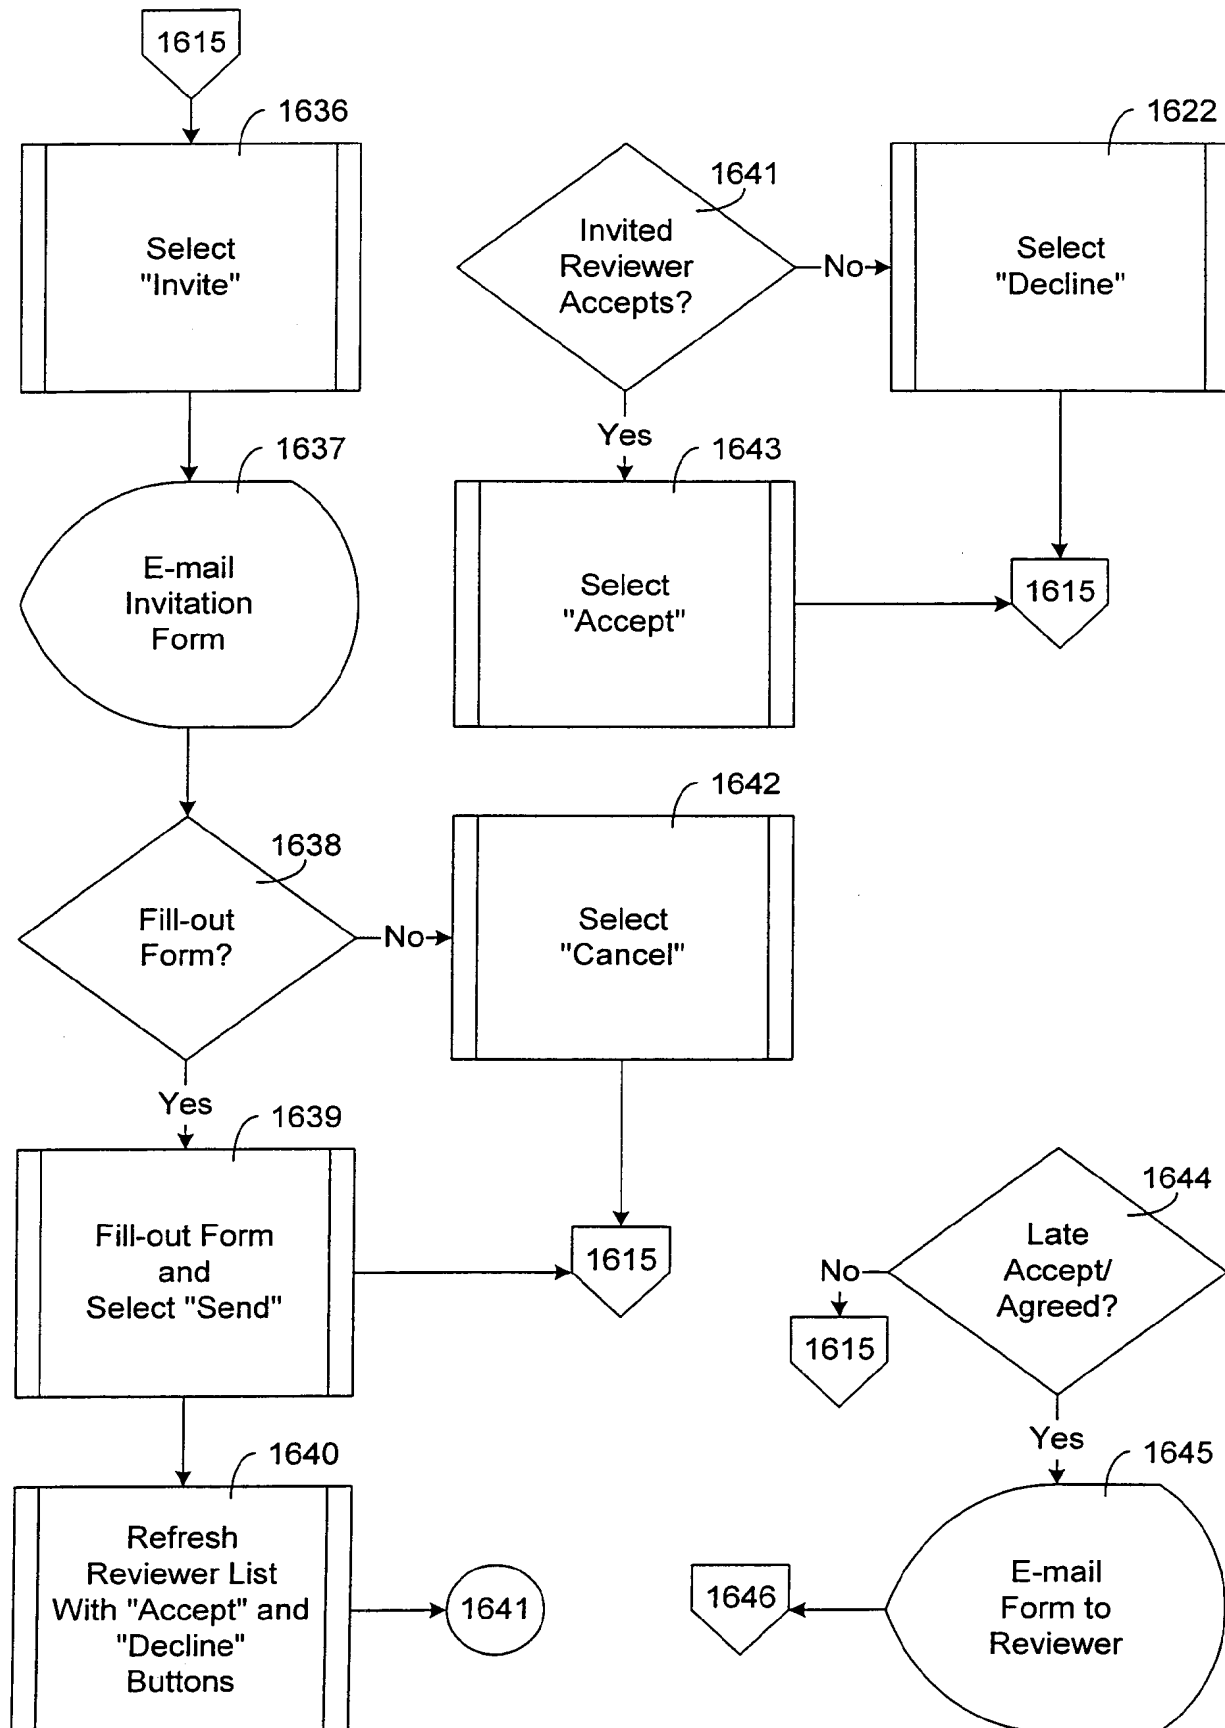 1615
1636
Select
"Invite"
1637
E-mail
Invitation
Form
1638
Fill-out
Form?
No
Yes
1642
Select
"Cancel"
1615
1639
Fill-out Form
and
Select "Send"
1640
Refresh
Reviewer List
With "Accept" and
"Decline"
Buttons
1641
1641
Invited
Reviewer
Accepts?
No
Yes
1622
Select
"Decline"
1643
Select
"Accept"
1615
1644
Late
Accept/
Agreed?
No
1615
Yes
1645
E-mail
Form to
Reviewer
1646